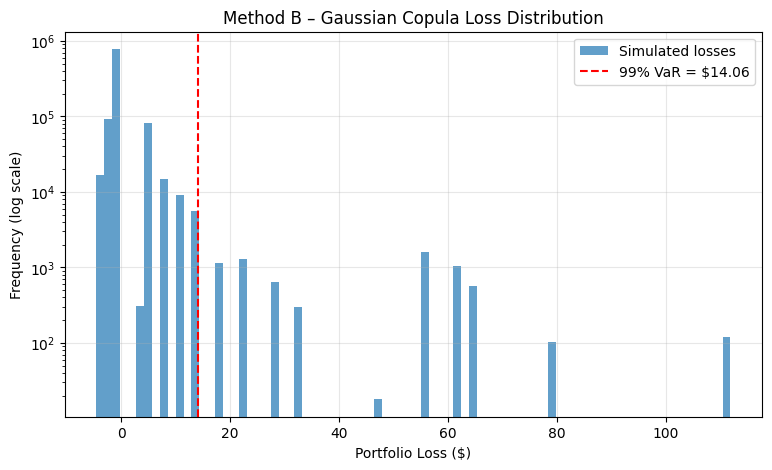 Method B – Gaussian Copula Loss Distribution
Simulated losses
99% VaR = $14.06
Frequency (log scale)
10^6
10^5
10^4
10^3
10^2
0 20 40 60 80 100
Portfolio Loss ($)